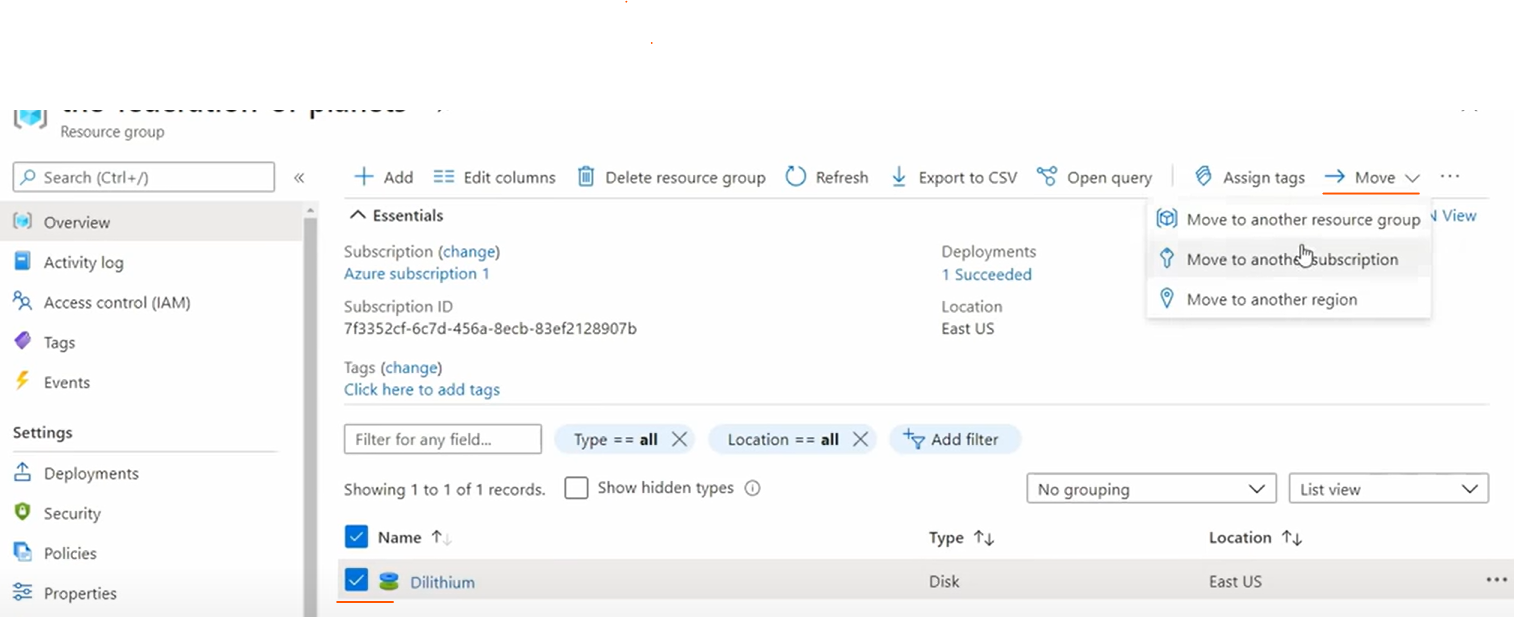 the-federation-of-planets
Resource group
Search (Ctrl+/)
«
Add
Edit columns
Delete resource group
Refresh
Export to CSV
Open query
Assign tags
Move
...
Overview
Activity log
Access control (IAM)
Tags
Events
Settings
Deployments
Security
Policies
Properties
Essentials
View
Move to another resource group
Move to another subscription
Move to another region
Subscription (change)
Azure subscription 1
Subscription ID
7f3352cf-6c7d-456a-8ecb-83ef2128907b
Deployments
1 Succeeded
Location
East US
Tags (change)
Click here to add tags
Filter for any field...
Type == all
Location == all
Add filter
Showing 1 to 1 of 1 records.
Show hidden types
No grouping
List view
Name
Type
Location
Dilithium
Disk
East US
...